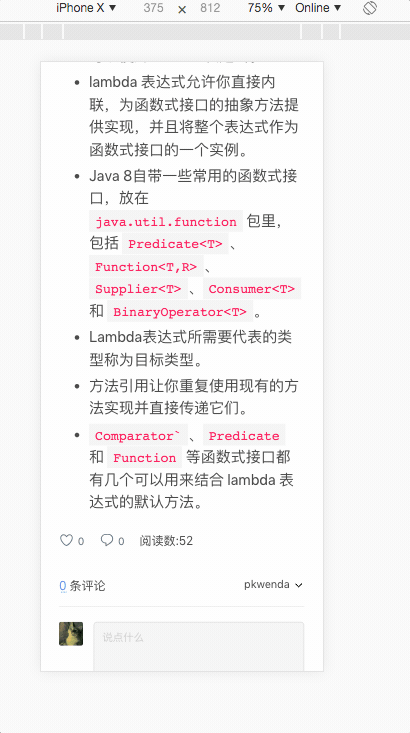 iPhone X ▼ 375 × 812 75% ▼ Online ▼
• lambda 表达式允许你直接内
联，为函数式接口的抽象方法提
供实现，并且将整个表达式作为
函数式接口的一个实例。
• Java 8自带一些常用的函数式接
口，放在
java.util.function 包里，
包括 Predicate<T> 、
Function<T,R> 、
Supplier<T> 、 Consumer<T>
和 BinaryOperator<T> 。
• Lambda表达式所需要代表的类
型称为目标类型。
• 方法引用让你重复使用现有的方
法实现并直接传递它们。
• Comparator` 、 Predicate
和 Function 等函数式接口都
有几个可以用来结合 lambda 表
达式的默认方法。
0 0 阅读数:52
0 条评论 pkwenda
说点什么